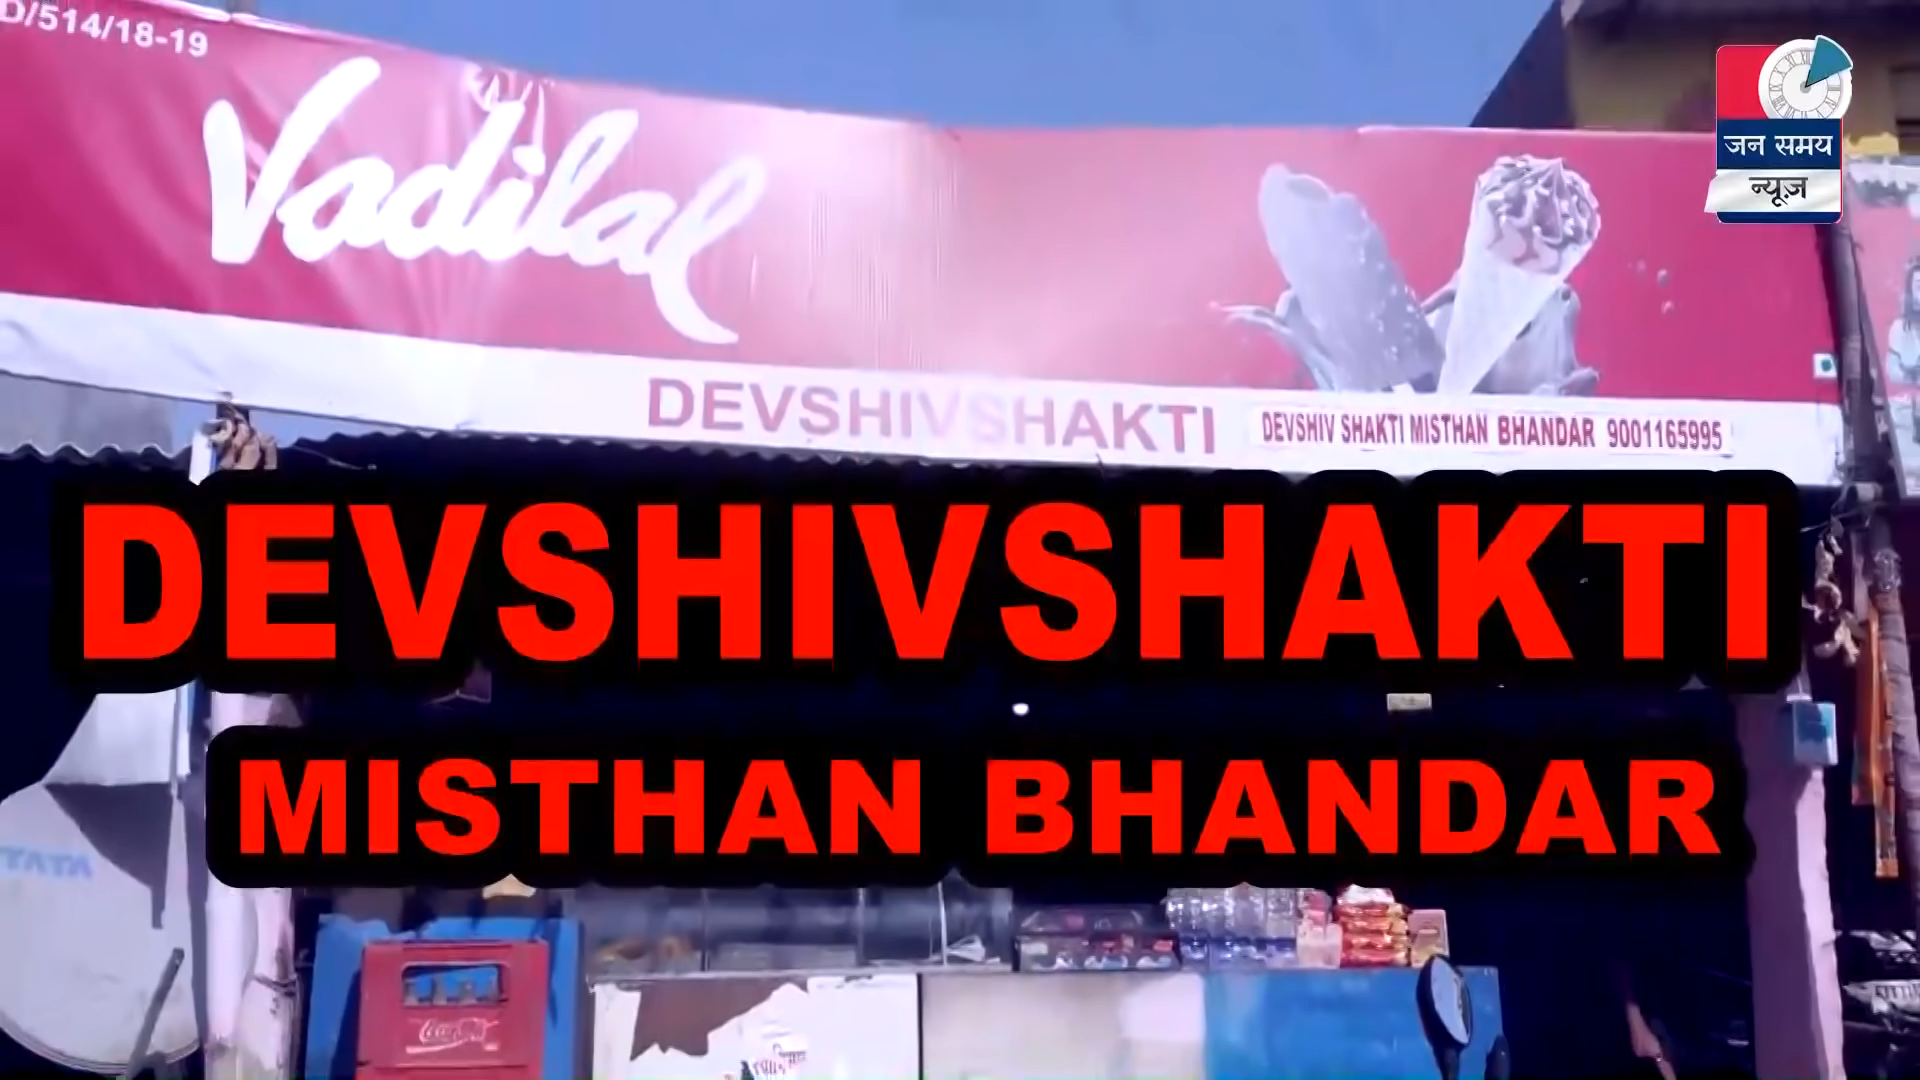 D/514/18-19
Vadilal
जन समय
न्यूज़
DEVSHIVSHAKTI
DEVSHIV SHAKTI MISTHAN BHANDAR 9001165995
DEVSHIVSHAKTI
MISTHAN BHANDAR
TATA
Coca-Cola